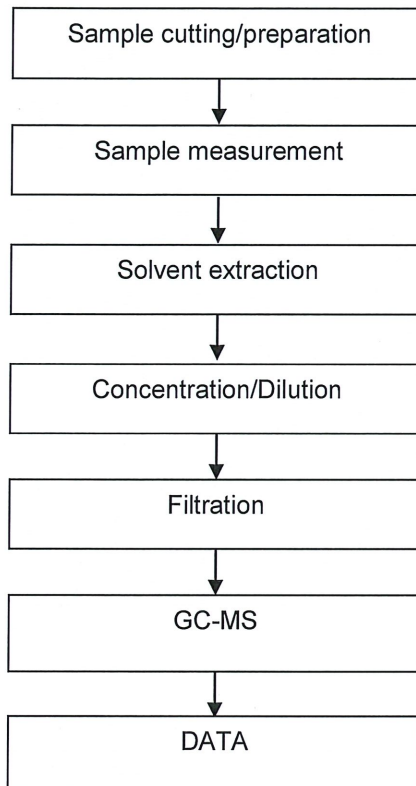 Sample cutting/preparation
Sample measurement
Solvent extraction
Concentration/Dilution
Filtration
GC-MS
DATA